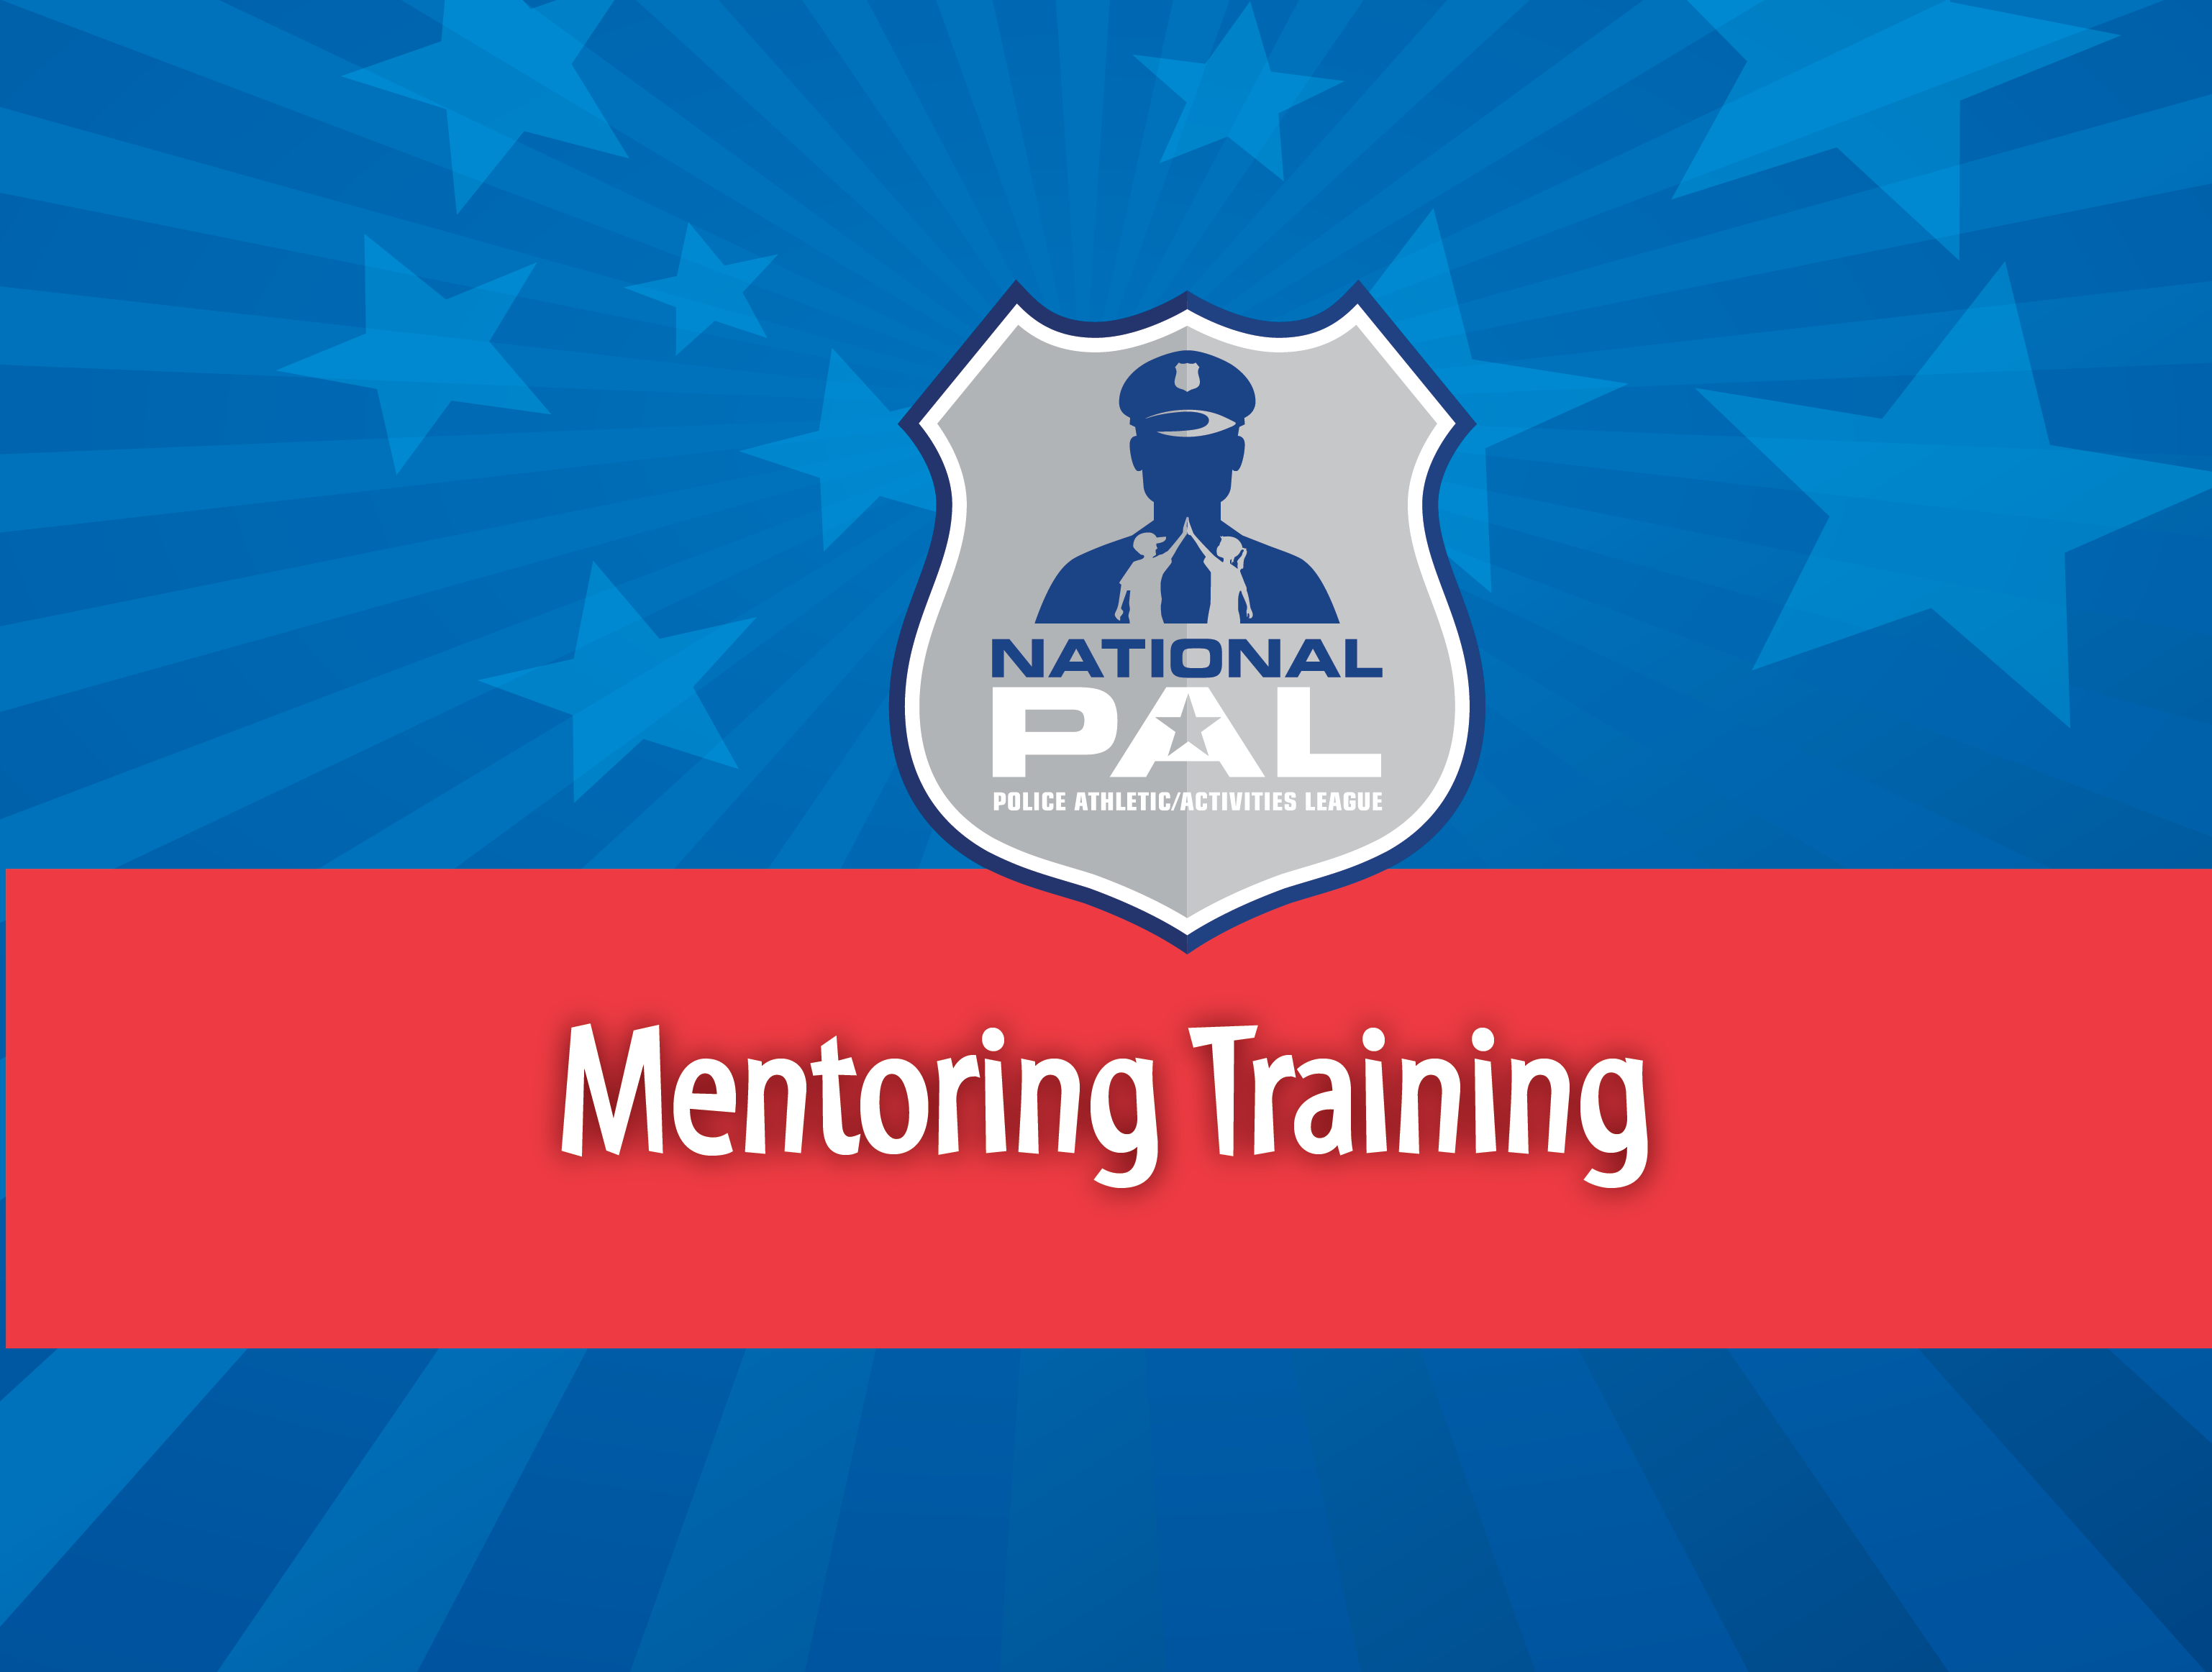 NATIONAL
PAL
POLICE ATHLETIC/ACTIVITIES LEAGUE
Mentoring Training